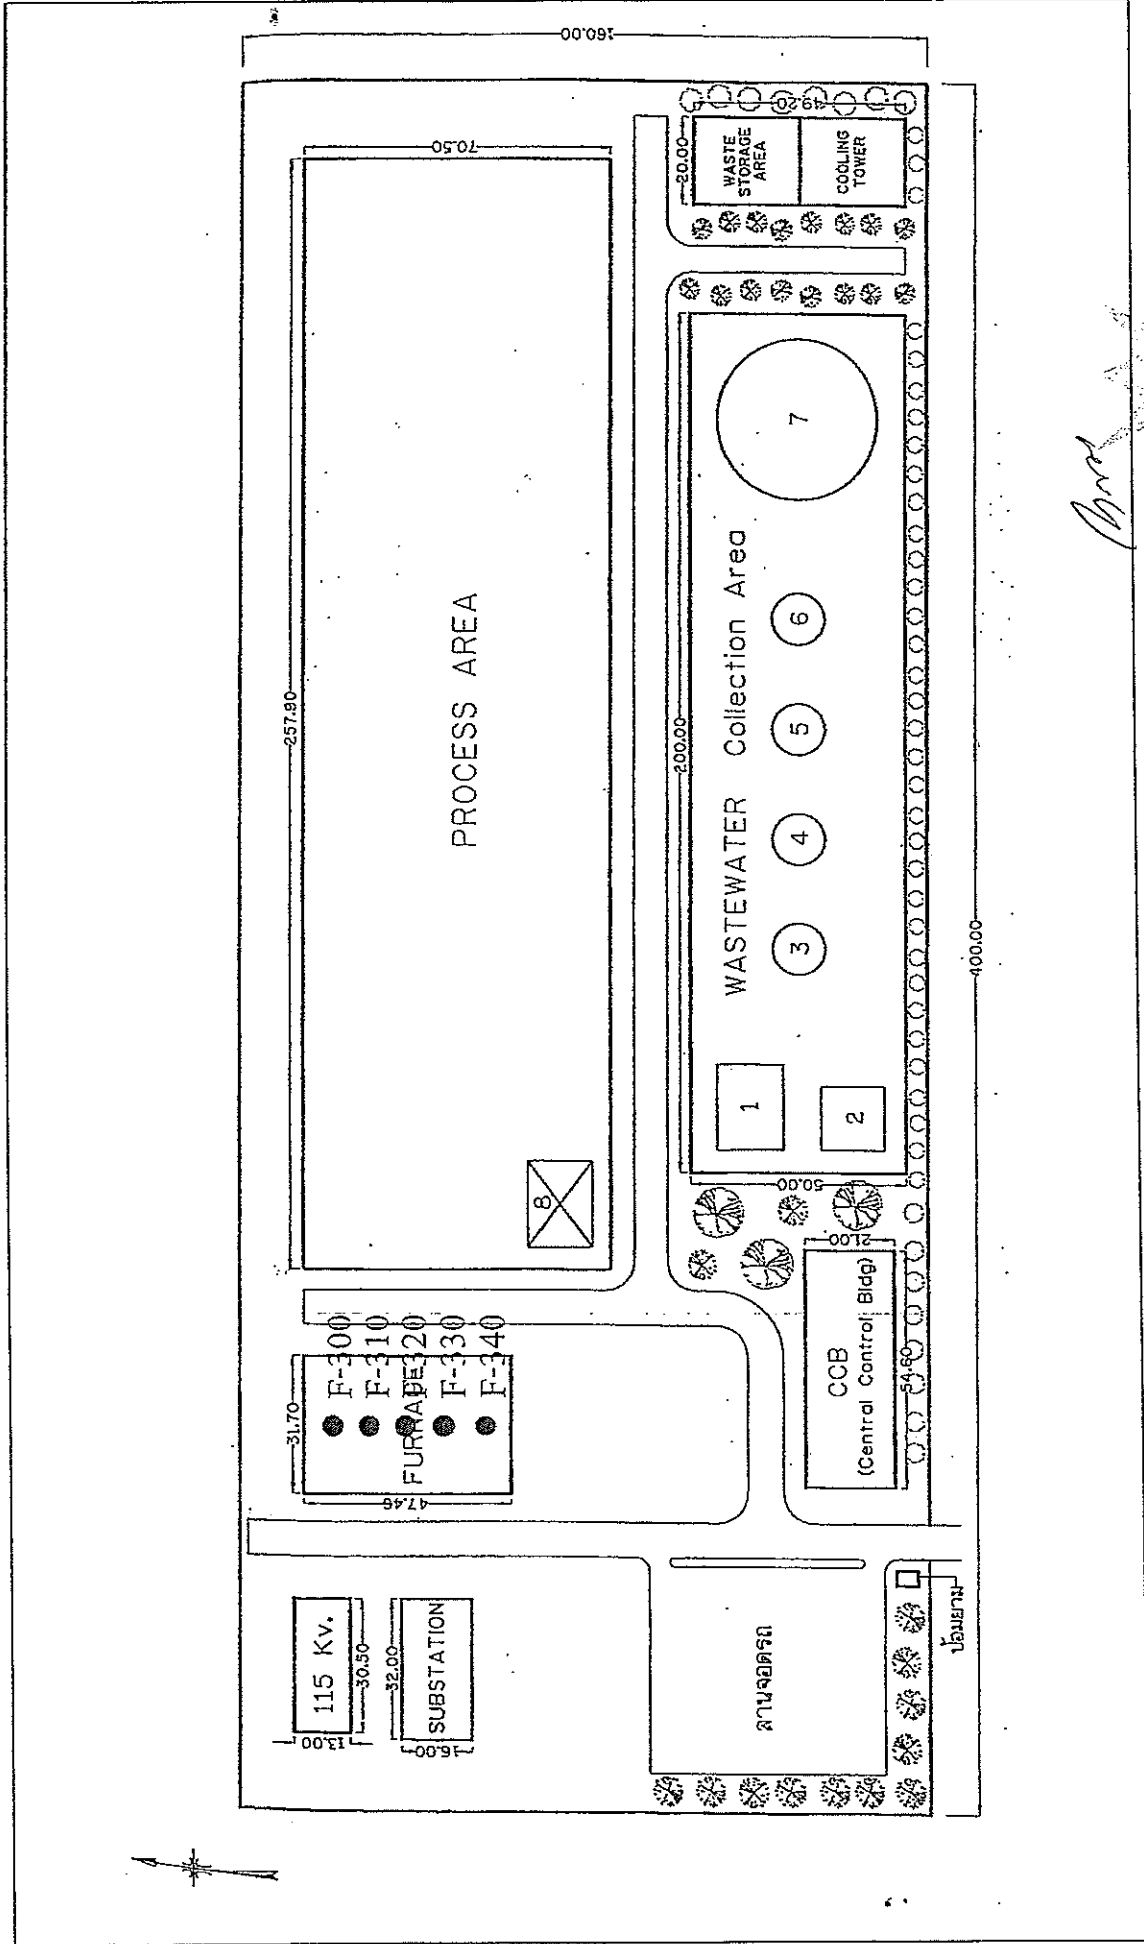 160.00
70.50
257.90
PROCESS AREA
8
20.00
49.20
WASTE
STORAGE
AREA
COOLING
TOWER
200.00
WASTEWATER Collection Area
1
2
3
4
5
6
7
50.00
31.70
47.46
FURNACE
F-300
F-310
F-320
F-330
F-340
21.00
CCB
(Central Control Bldg)
54.60
115 Kv.
13.00
30.50
32.00
SUBSTATION
16.00
ลานจอดรถ
ป้อมยาม
400.00